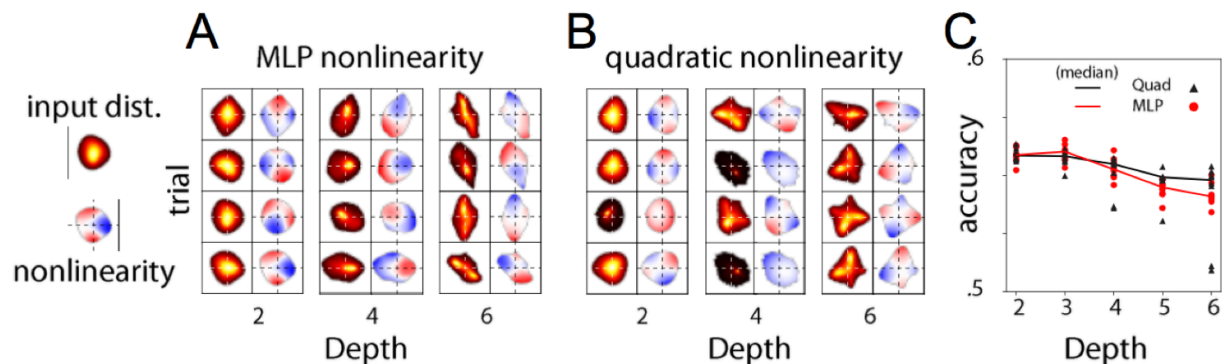 A
B
C
MLP nonlinearity
quadratic nonlinearity
input dist.
nonlinearity
trial
2
4
6
Depth
2
4
6
Depth
.6
.5
accuracy
(median)
Quad
MLP
2 3 4 5 6
Depth